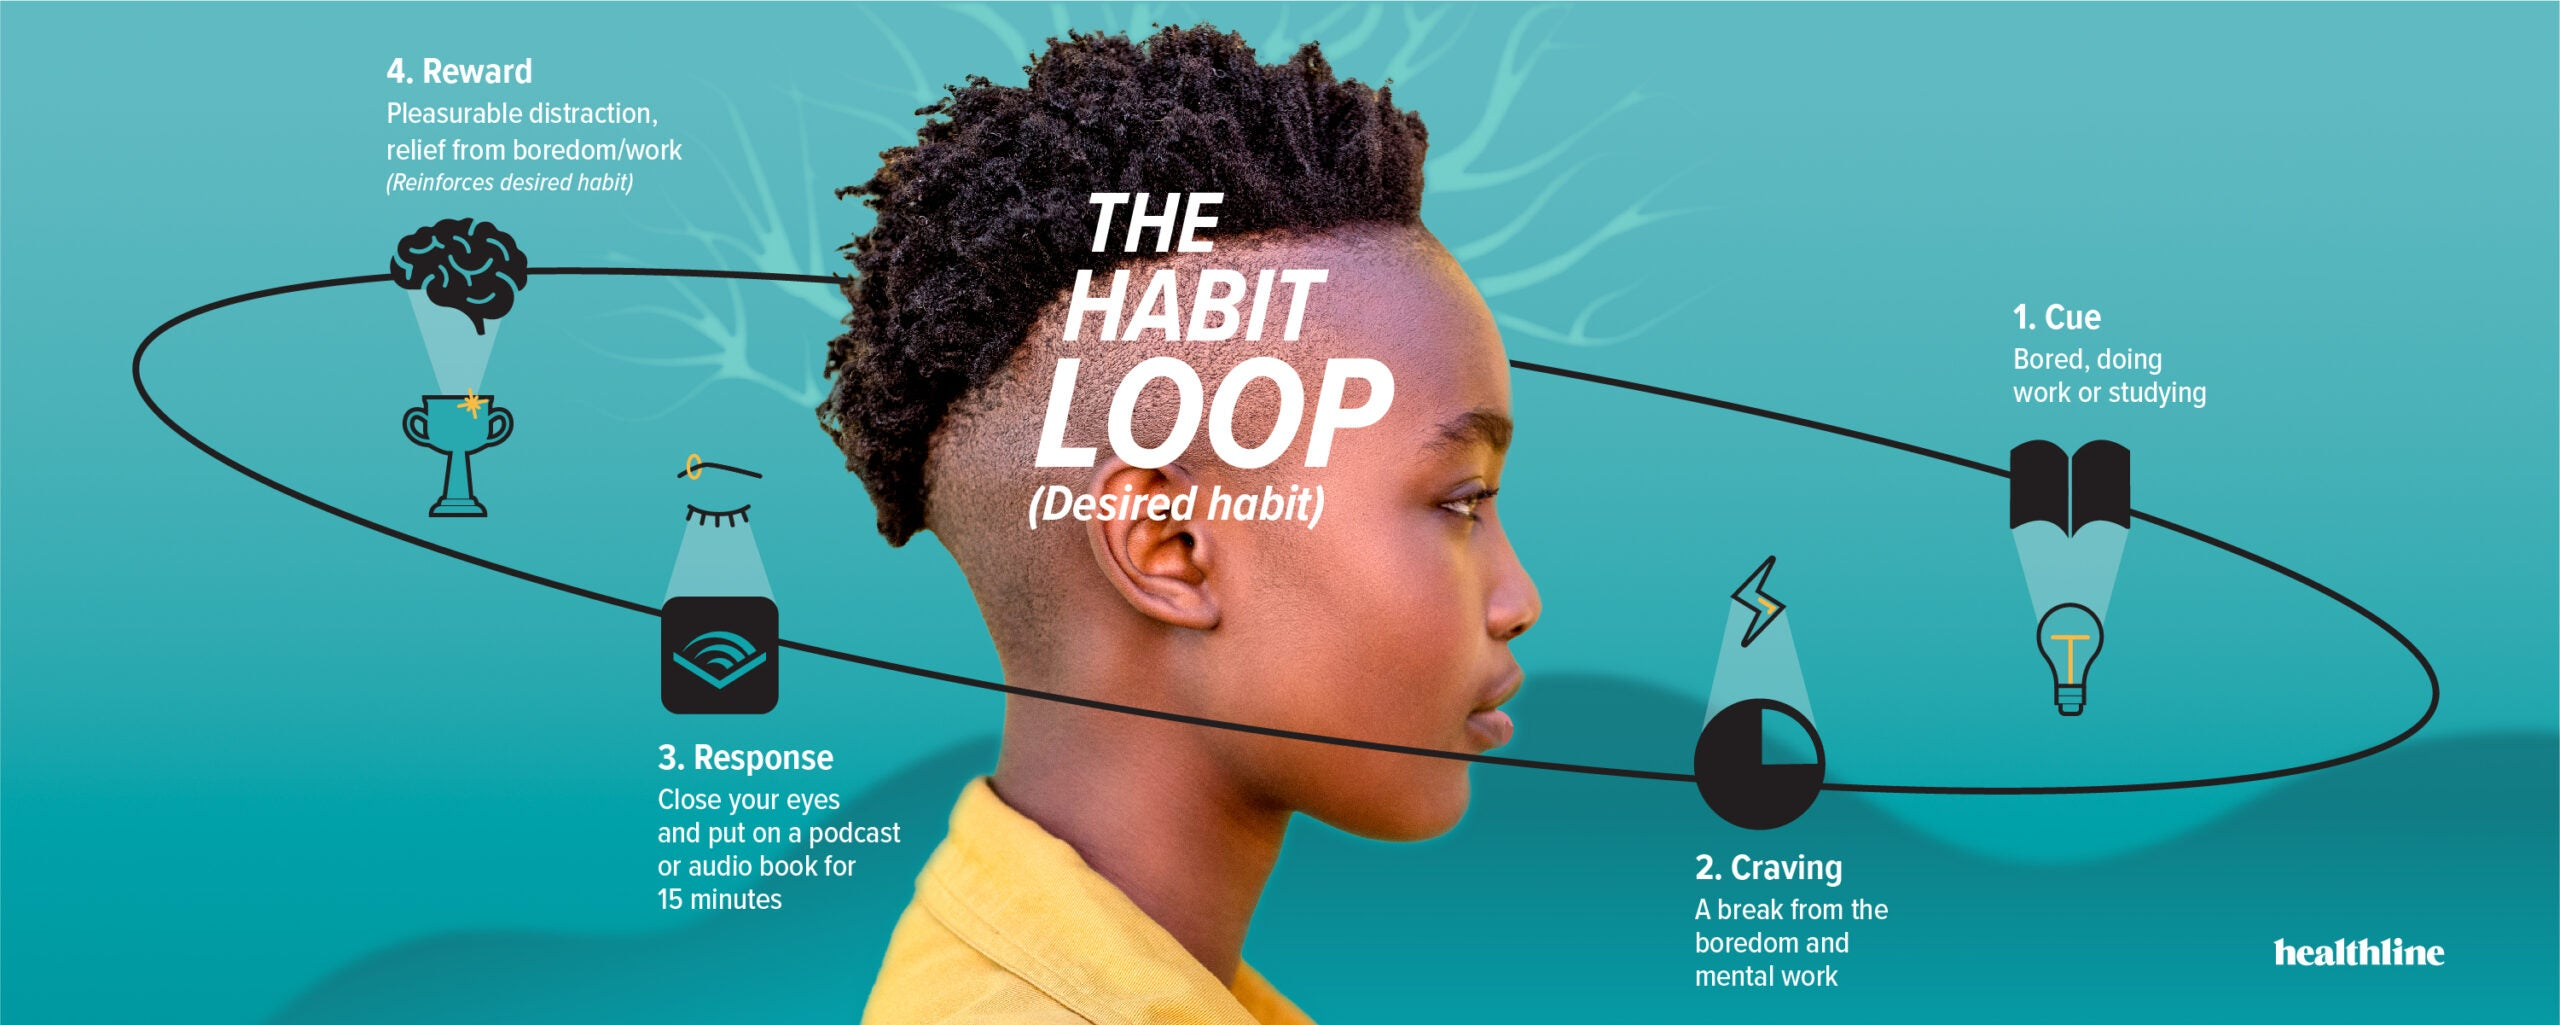 THE
HABIT
LOOP
(Desired habit)
1. Cue
Bored, doing
work or studying
2. Craving
A break from the
boredom and
mental work
3. Response
Close your eyes
and put on a podcast
or audio book for
15 minutes
4. Reward
Pleasurable distraction,
relief from boredom/work
(Reinforces desired habit)
healthline